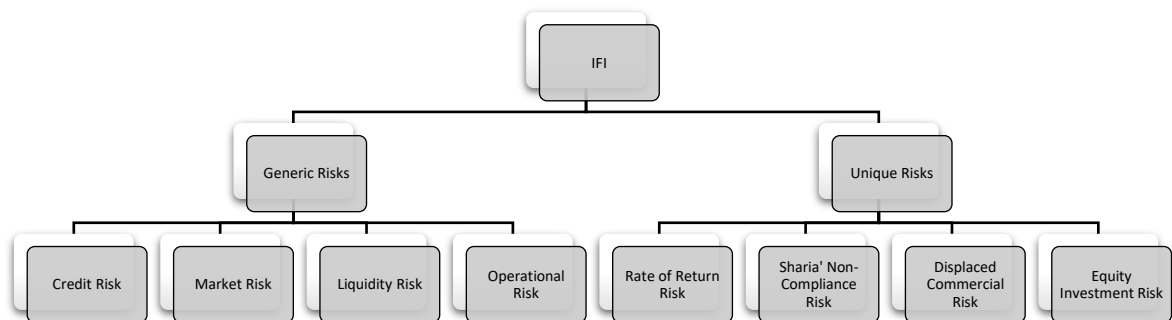 IFI
Generic Risks
Unique Risks
Credit Risk
Market Risk
Liquidity Risk
Operational
Risk
Rate of Return
Risk
Sharia' Non-
Compliance
Risk
Displaced
Commercial
Risk
Equity
Investment Risk